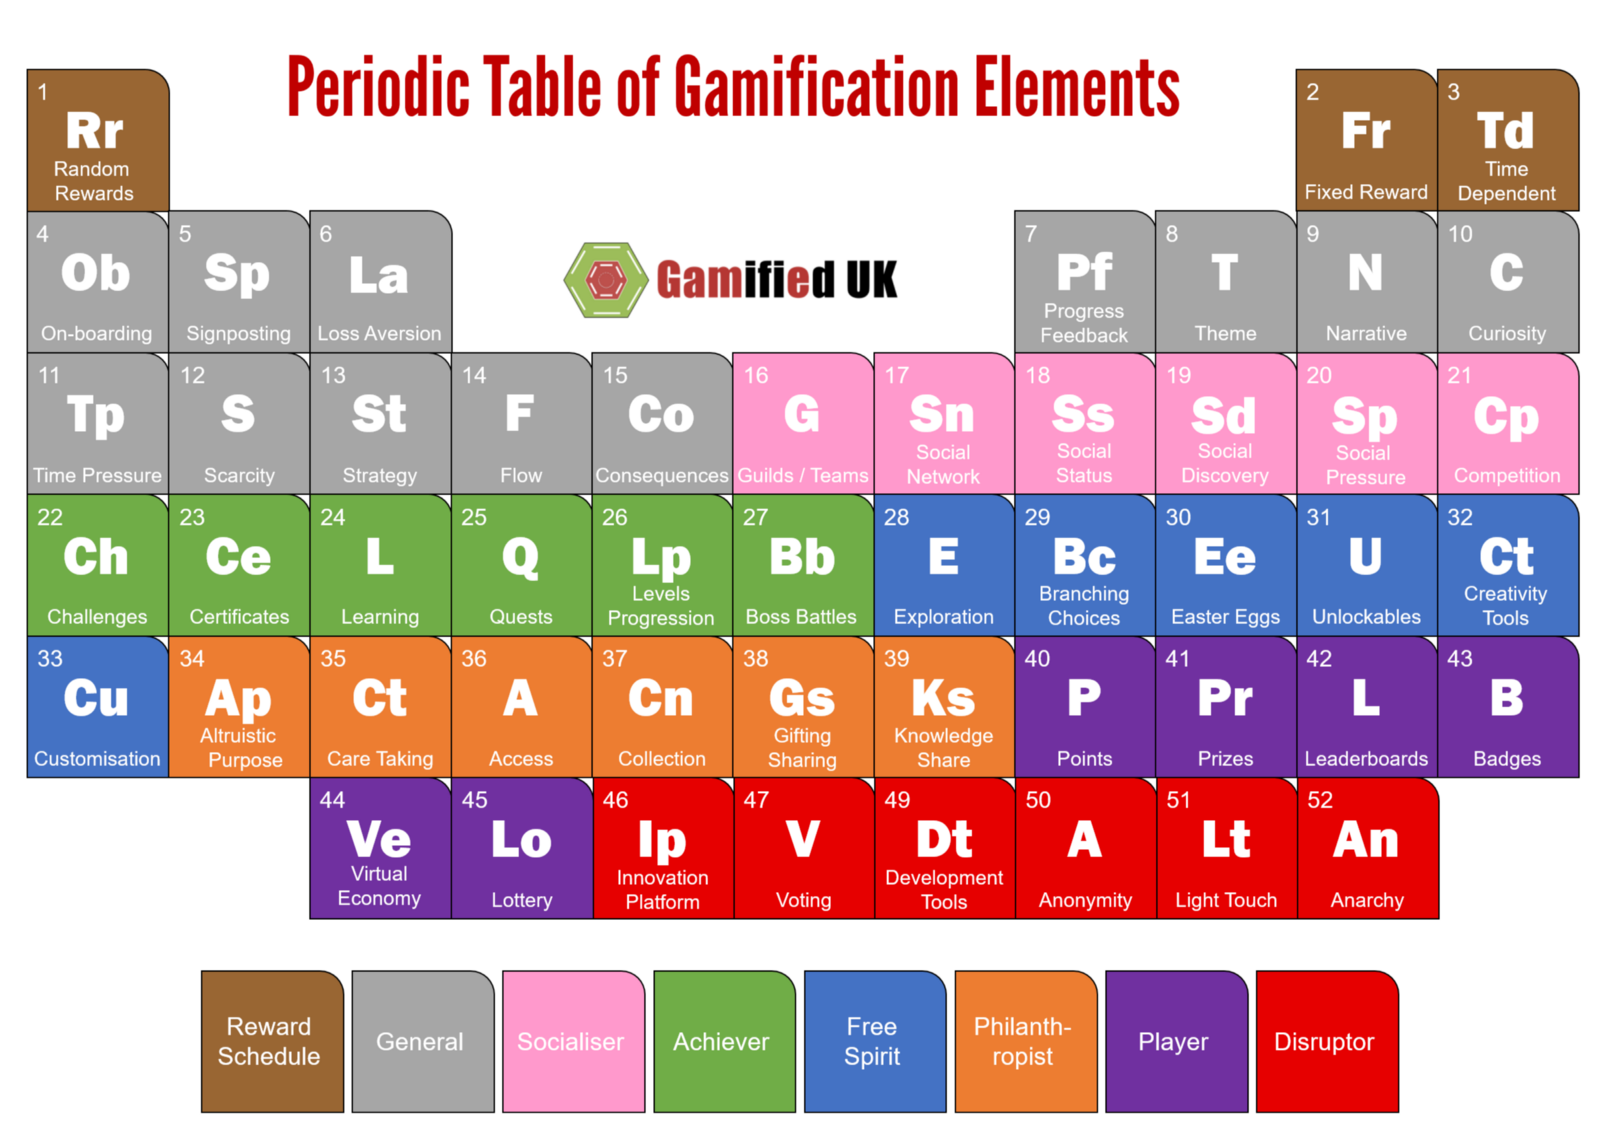 Periodic Table of Gamification Elements
1
Rr
Random
Rewards
2
Fr
Fixed Reward
3
Td
Time
Dependent
4
Ob
On-boarding
5
Sp
Signposting
6
La
Loss Aversion
Gamified UK
7
Pf
Progress
Feedback
8
T
Theme
9
N
Narrative
10
C
Curiosity
11
Tp
Time Pressure
12
S
Scarcity
13
St
Strategy
14
F
Flow
15
Co
Consequences
16
G
Guilds / Teams
17
Sn
Social
Network
18
Ss
Social
Status
19
Sd
Social
Discovery
20
Sp
Social
Pressure
21
Cp
Competition
22
Ch
Challenges
23
Ce
Certificates
24
L
Learning
25
Q
Quests
26
Lp
Levels
Progression
27
Bb
Boss Battles
28
E
Exploration
29
Bc
Branching
Choices
30
Ee
Easter Eggs
31
U
Unlockables
32
Ct
Creativity
Tools
33
Cu
Customisation
34
Ap
Altruistic
Purpose
35
Ct
Care Taking
36
A
Access
37
Cn
Collection
38
Gs
Gifting
Sharing
39
Ks
Knowledge
Share
40
P
Points
41
Pr
Prizes
42
L
Leaderboards
43
B
Badges
44
Ve
Virtual
Economy
45
Lo
Lottery
46
Ip
Innovation
Platform
47
V
Voting
49
Dt
Development
Tools
50
A
Anonymity
51
Lt
Light Touch
52
An
Anarchy
Reward
Schedule
General
Socialiser
Achiever
Free
Spirit
Philanth-
ropist
Player
Disruptor